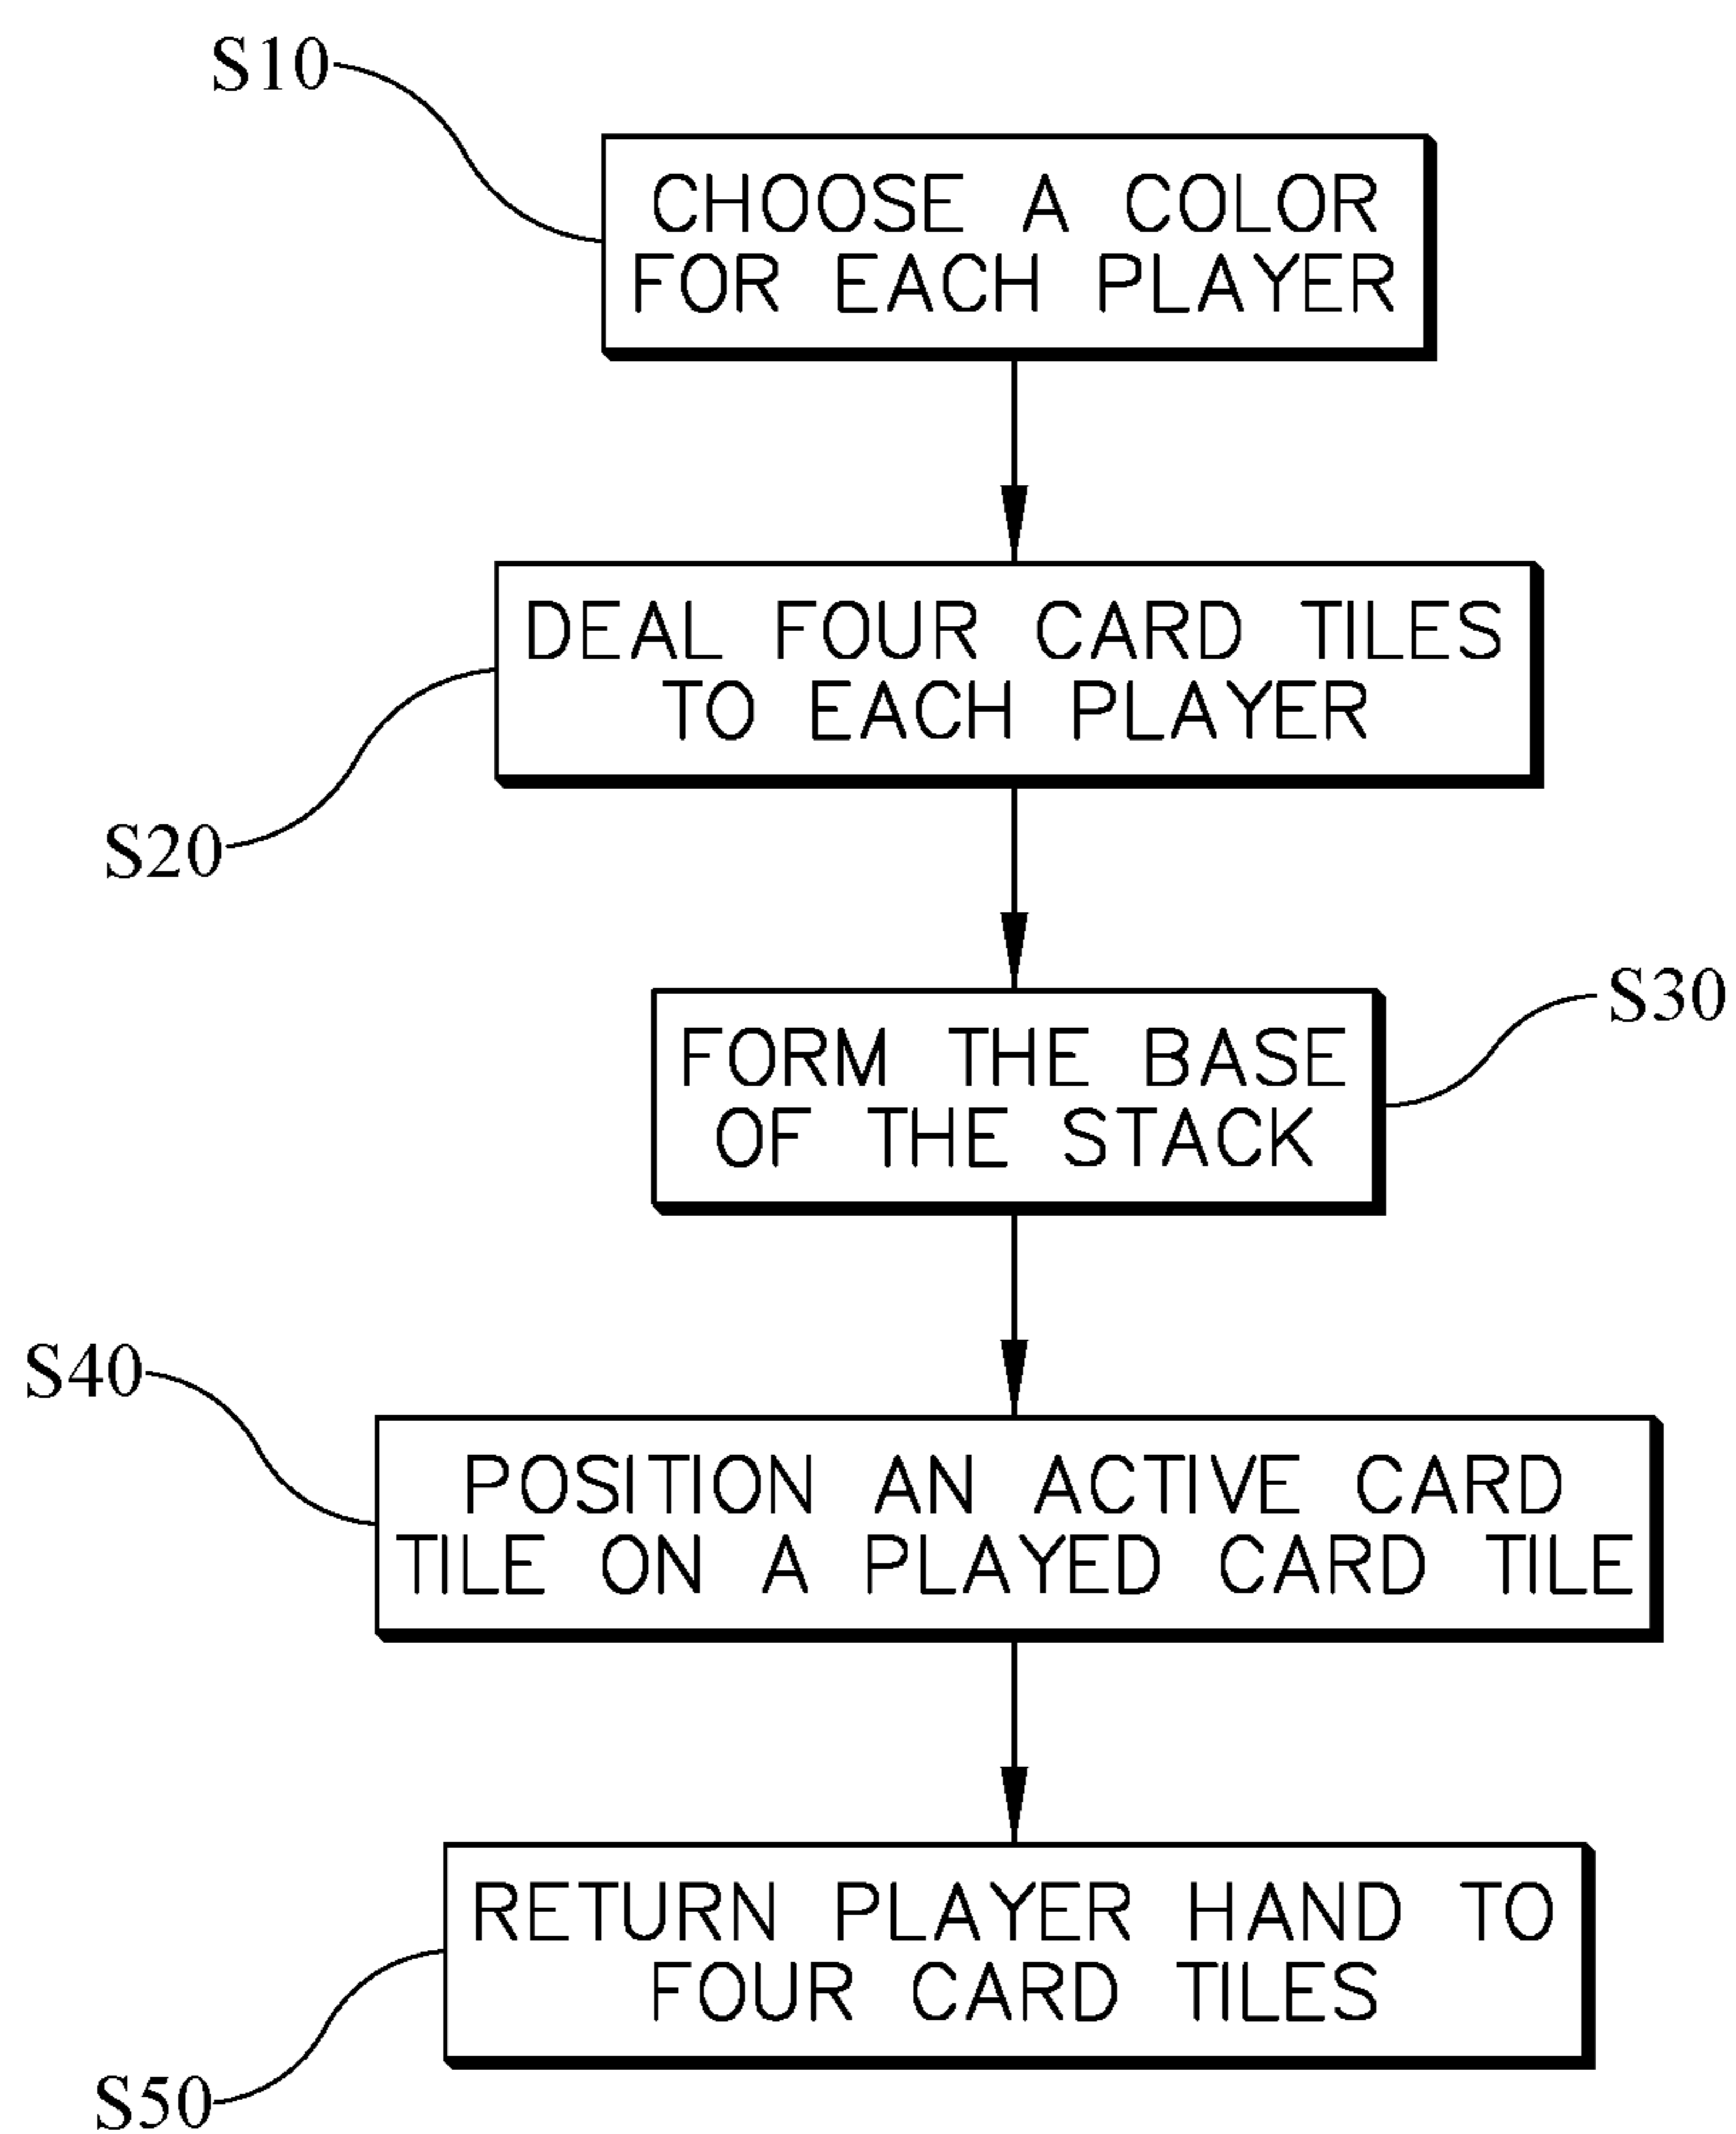 S10
CHOOSE A COLOR
FOR EACH PLAYER
DEAL FOUR CARD TILES
TO EACH PLAYER
S20
S30
FORM THE BASE
OF THE STACK
S40
POSITION AN ACTIVE CARD
TILE ON A PLAYED CARD TILE
RETURN PLAYER HAND TO
FOUR CARD TILES
S50